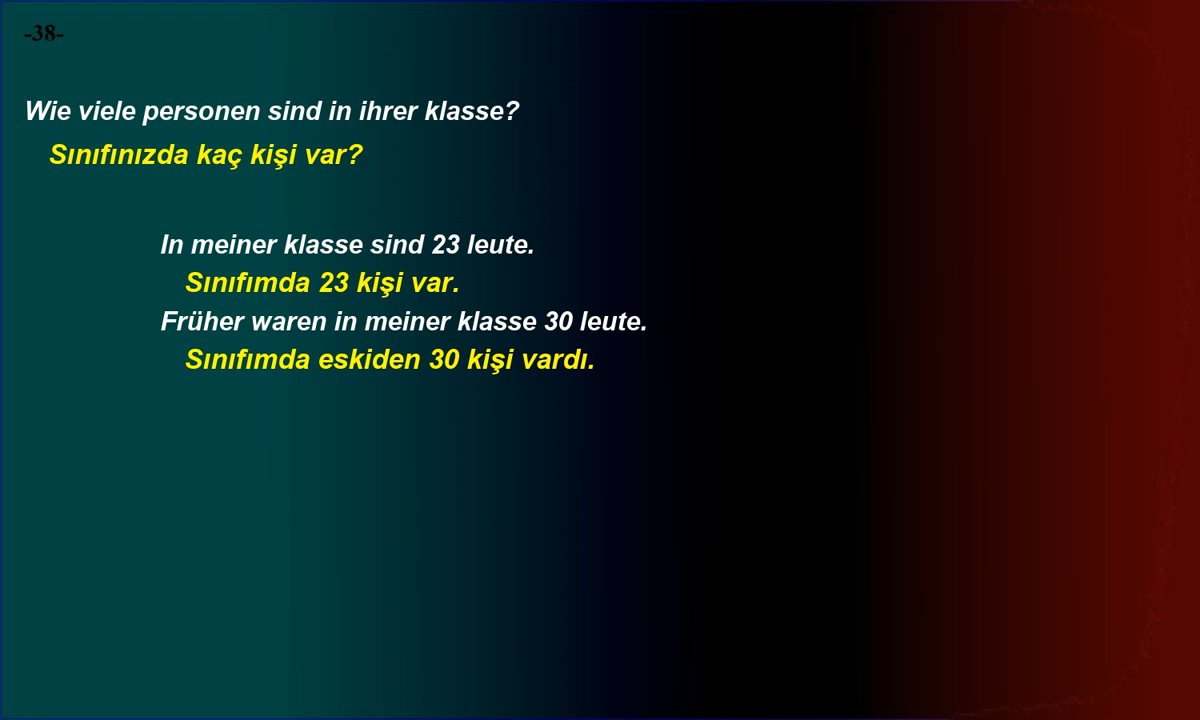 -38-
Wie viele personen sind in ihrer klasse?
Sınıfınızda kaç kişi var?
In meiner klasse sind 23 leute.
Sınıfımda 23 kişi var.
Früher waren in meiner klasse 30 leute.
Sınıfımda eskiden 30 kişi vardı.